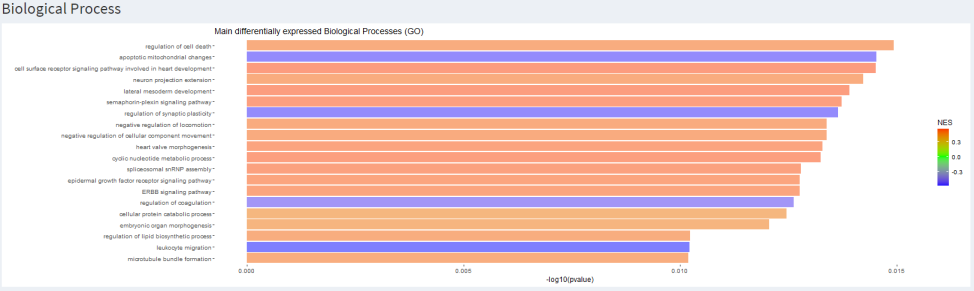 Biological Process
Main differentially expressed Biological Processes (GO)
regulation of cell death
apoptotic mitochondrial changes
cell surface receptor signaling pathway involved in heart development
neuron projection extension
lateral mesoderm development
semaphorin-plexin signaling pathway
regulation of synaptic plasticity
negative regulation of locomotion
negative regulation of cellular component movement
heart valve morphogenesis
cyclic nucleotide metabolic process
spliceosomal snRNP assembly
epidermal growth factor receptor signaling pathway
ERBB signaling pathway
regulation of coagulation
cellular protein catabolic process
embryonic organ morphogenesis
regulation of lipid biosynthetic process
leukocyte migration
microtubule bundle formation
0.000 0.005 0.010 0.015
-log10(pvalue)
NES
0.3
0.0
-0.3